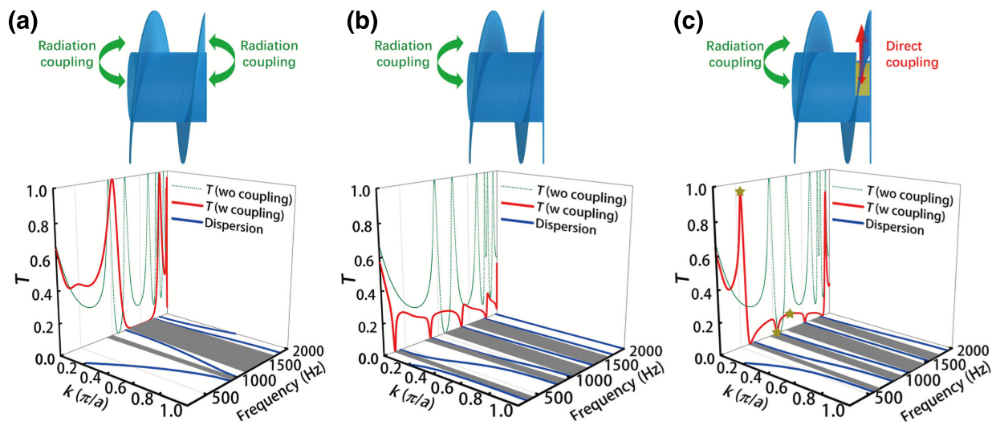 (a)
Radiation
coupling
Radiation
coupling
(b)
Radiation
coupling
(c)
Radiation
coupling
Direct
coupling
T (wo coupling)
T (w coupling)
Dispersion
1.0
0.8
0.6
0.4
0.2
0.0
T
0.2
0.4
0.6
0.8
1.0
k (π/a)
500
1000
1500
2000
Frequency (Hz)
T (wo coupling)
T (w coupling)
Dispersion
1.0
0.8
0.6
0.4
0.2
0.0
T
0.2
0.4
0.6
0.8
1.0
k (π/a)
500
1000
1500
2000
Frequency (Hz)
T (wo coupling)
T (w coupling)
Dispersion
1.0
0.8
0.6
0.4
0.2
0.0
T
0.2
0.4
0.6
0.8
1.0
k (π/a)
500
1000
1500
2000
Frequency (Hz)